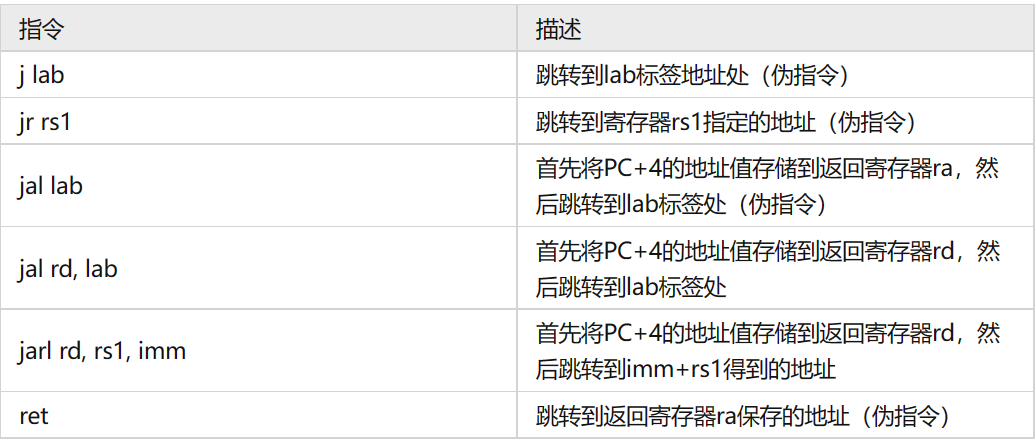 指令 描述
j lab 跳转到lab标签地址处（伪指令）
jr rs1 跳转到寄存器rs1指定的地址（伪指令）
jal lab 首先将PC+4的地址值存储到返回寄存器ra，然
后跳转到lab标签处（伪指令）
jal rd, lab 首先将PC+4的地址值存储到返回寄存器rd，然
后跳转到lab标签处
jarl rd, rs1, imm 首先将PC+4的地址值存储到返回寄存器rd，然
后跳转到imm+rs1得到的地址
ret 跳转到返回寄存器ra保存的地址（伪指令）